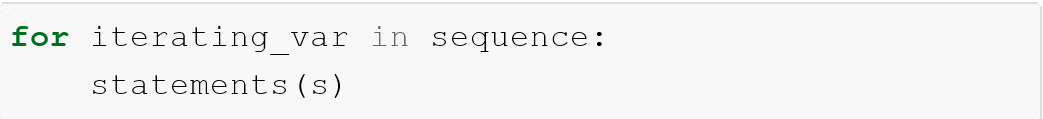 for iterating_var in sequence:
    statements(s)